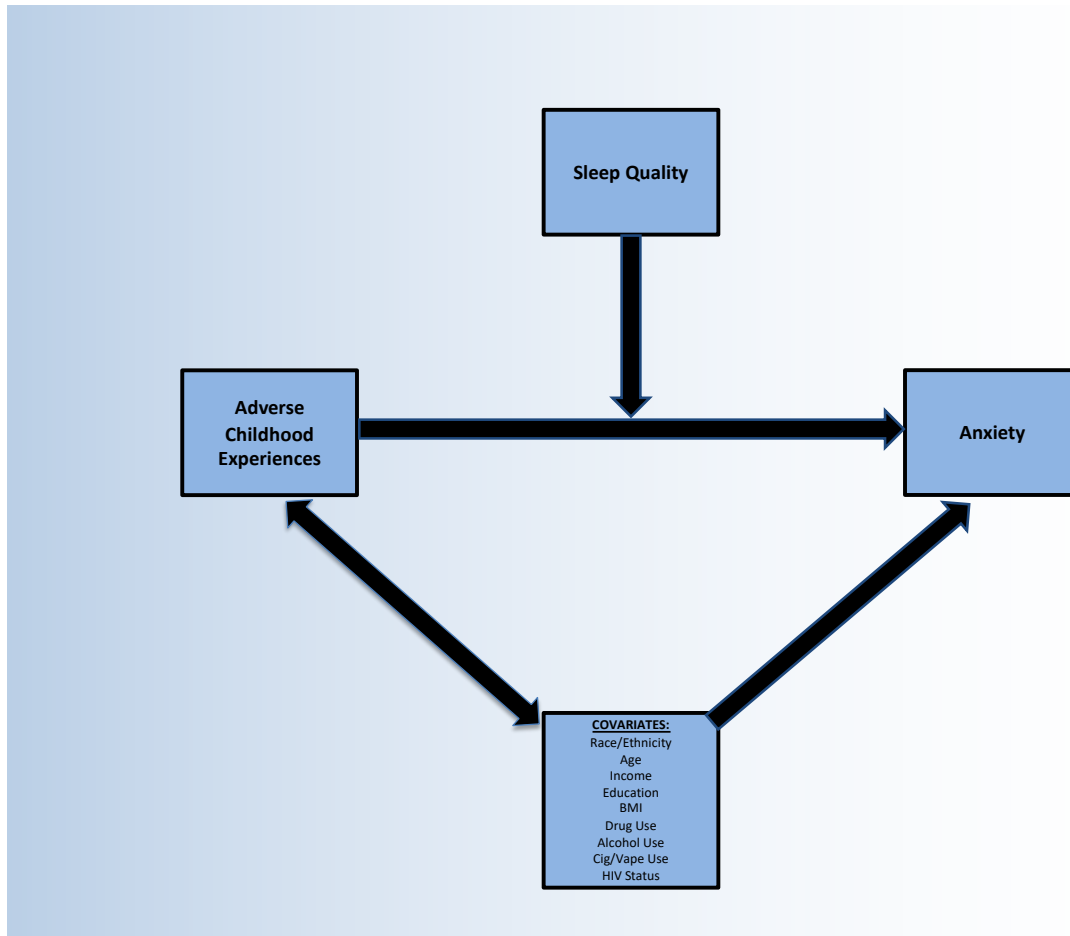 Sleep Quality
Adverse
Childhood
Experiences
Anxiety
COVARIATES:
Race/Ethnicity
Age
Income
Education
BMI
Drug Use
Alcohol Use
Cig/Vape Use
HIV Status